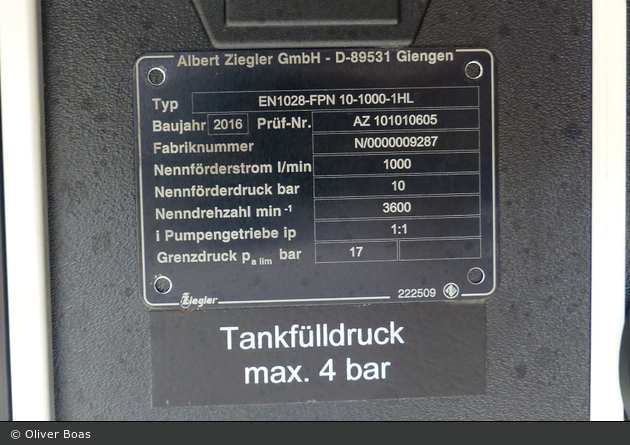 Albert Ziegler GmbH - D-89531 Giengen
Typ EN1028-FPN 10-1000-1HL
Baujahr 2016 Prüf-Nr. AZ 101010605
Fabriknummer N/0000009287
Nennförderstrom l/min 1000
Nennförderdruck bar 10
Nenndrehzahl min⁻¹ 3600
i Pumpengetriebe ip 1:1
Grenzdruck pa lim bar 17
Ziegler 222509
Tankfülldruck
max. 4 bar
© Oliver Boas